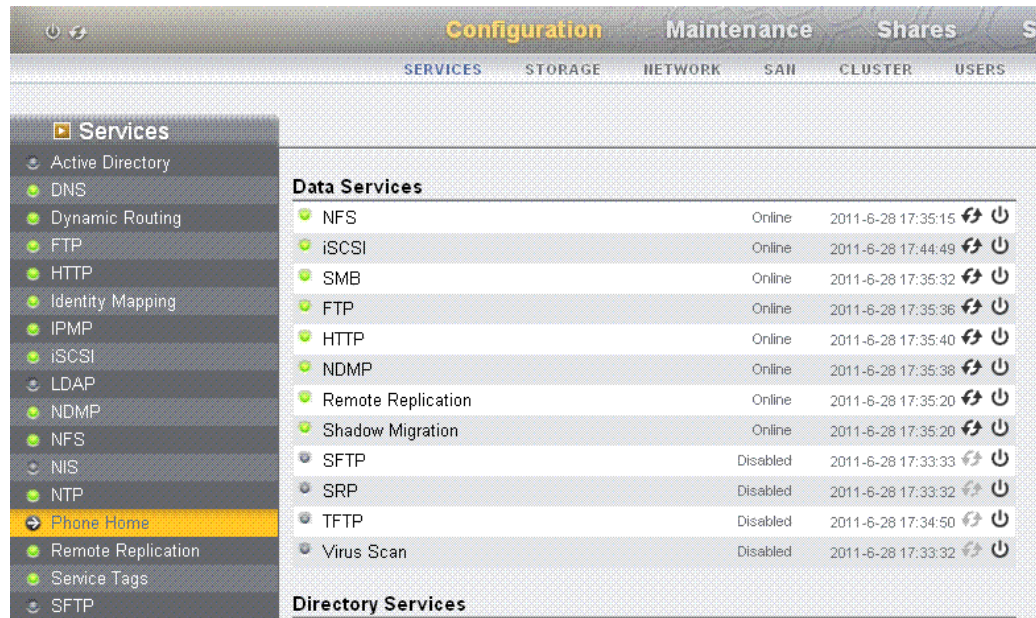 Configuration Maintenance Shares S
SERVICES STORAGE NETWORK SAN CLUSTER USERS
Services
Active Directory
DNS
Dynamic Routing
FTP
HTTP
Identity Mapping
IPMP
iSCSI
LDAP
NDMP
NFS
NIS
NTP
Phone Home
Remote Replication
Service Tags
SFTP
Data Services
NFS Online 2011-6-28 17:35:15
iSCSI Online 2011-6-28 17:44:49
SMB Online 2011-6-28 17:35:32
FTP Online 2011-6-28 17:35:36
HTTP Online 2011-6-28 17:35:40
NDMP Online 2011-6-28 17:35:38
Remote Replication Online 2011-6-28 17:35:20
Shadow Migration Online 2011-6-28 17:35:20
SFTP Disabled 2011-6-28 17:33:33
SRP Disabled 2011-6-28 17:33:32
TFTP Disabled 2011-6-28 17:34:50
Virus Scan Disabled 2011-6-28 17:33:32
Directory Services